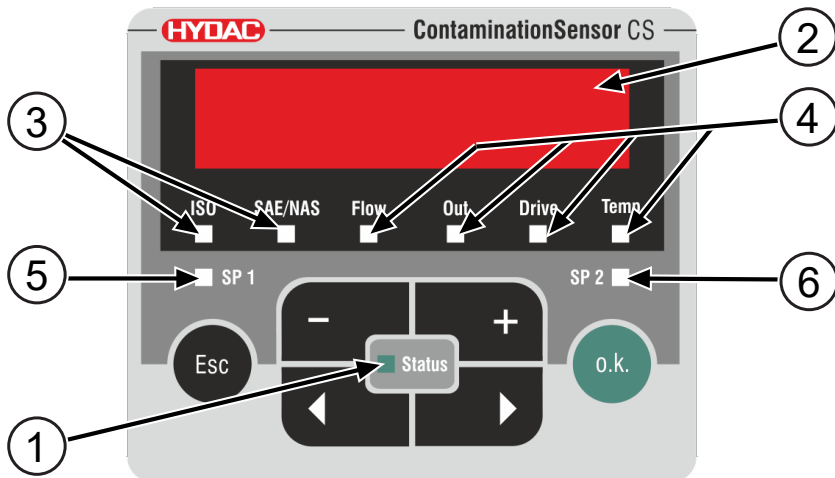 HYDAC ContaminationSensor CS
2
3
4
ISO SAE/NAS Flow Out Drive Temp
5 SP 1 SP 2 6
− +
Esc Status o.k.
1